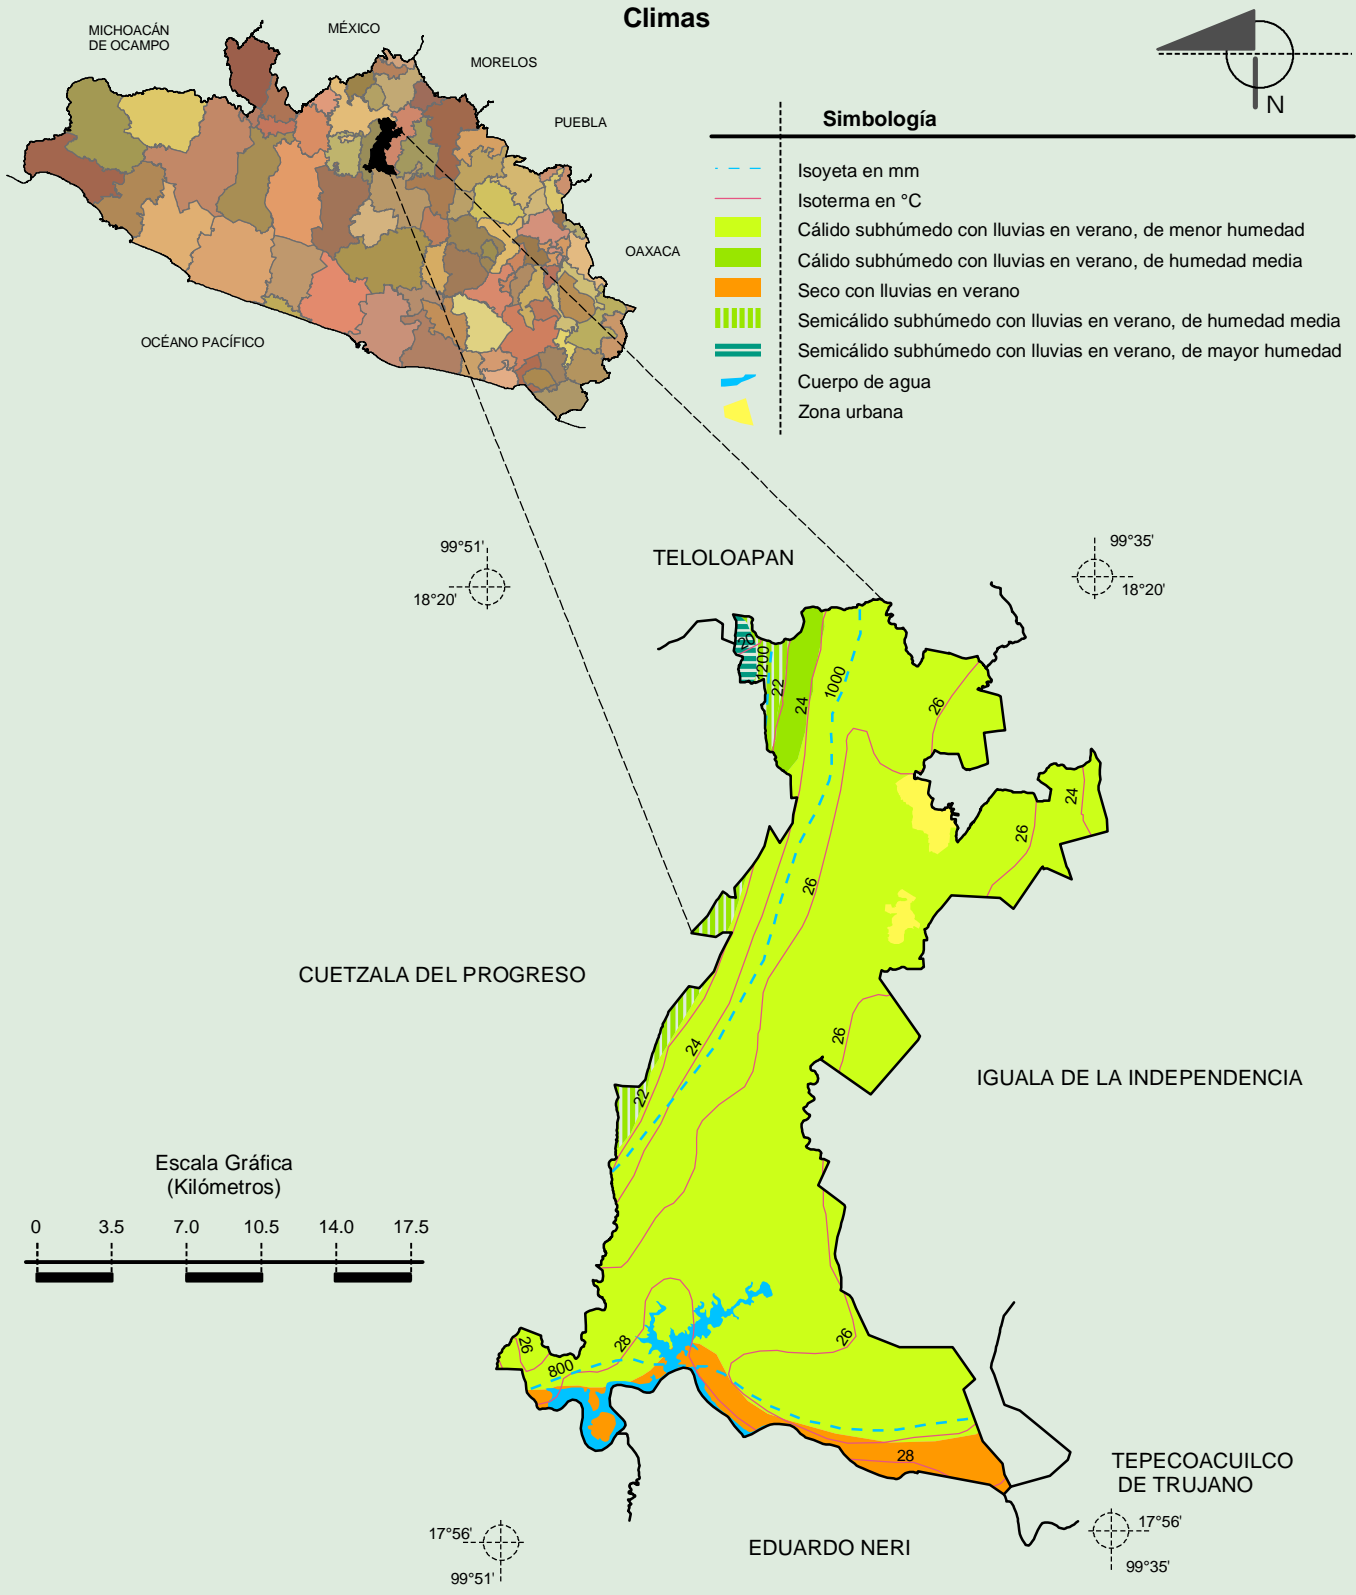 Climas
MICHOACÁN
DE OCAMPO
MÉXICO
MORELOS
PUEBLA
OAXACA
OCÉANO PACÍFICO
N
Simbología
Isoyeta en mm
Isoterma en °C
Cálido subhúmedo con lluvias en verano, de menor humedad
Cálido subhúmedo con lluvias en verano, de humedad media
Seco con lluvias en verano
Semicálido subhúmedo con lluvias en verano, de humedad media
Semicálido subhúmedo con lluvias en verano, de mayor humedad
Cuerpo de agua
Zona urbana
99°51'
18°20'
TELOLOAPAN
99°35'
18°20'
20
1200
22
24
1000
26
24
26
26
CUETZALA DEL PROGRESO
24
26
22
IGUALA DE LA INDEPENDENCIA
Escala Gráfica
(Kilómetros)
0 3.5 7.0 10.5 14.0 17.5
26
28
26
800
28
TEPECOACUILCO
DE TRUJANO
EDUARDO NERI
17°56'
99°51'
17°56'
99°35'